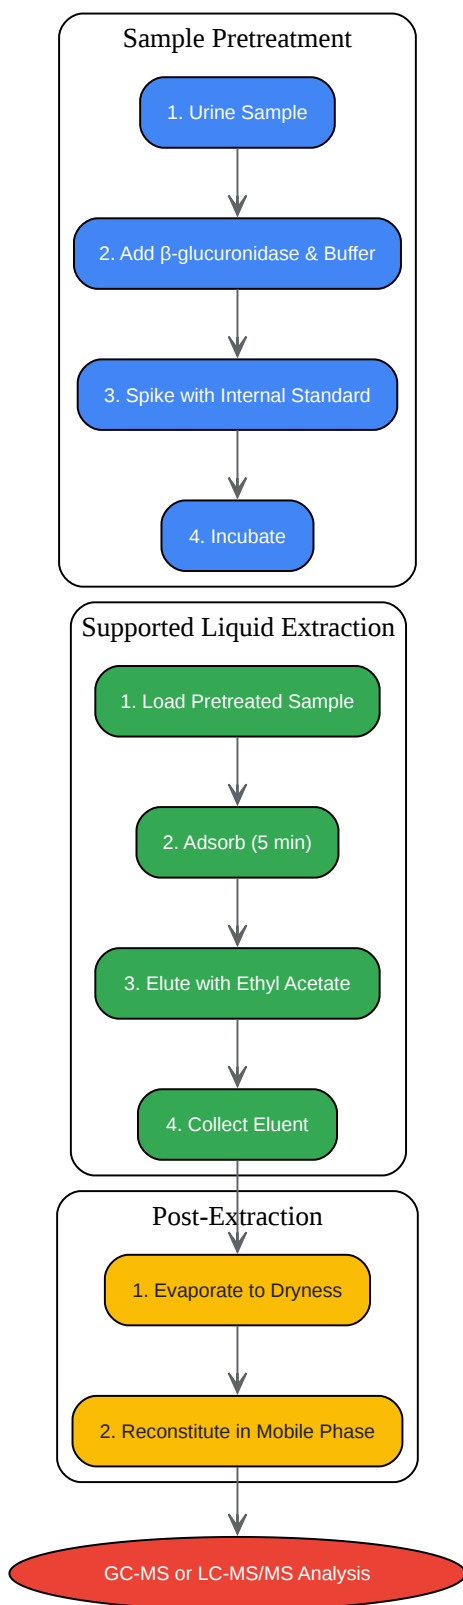 Sample Pretreatment
1. Urine Sample
2. Add β-glucuronidase & Buffer
3. Spike with Internal Standard
4. Incubate
Supported Liquid Extraction
1. Load Pretreated Sample
2. Adsorb (5 min)
3. Elute with Ethyl Acetate
4. Collect Eluent
Post-Extraction
1. Evaporate to Dryness
2. Reconstitute in Mobile Phase
GC-MS or LC-MS/MS Analysis